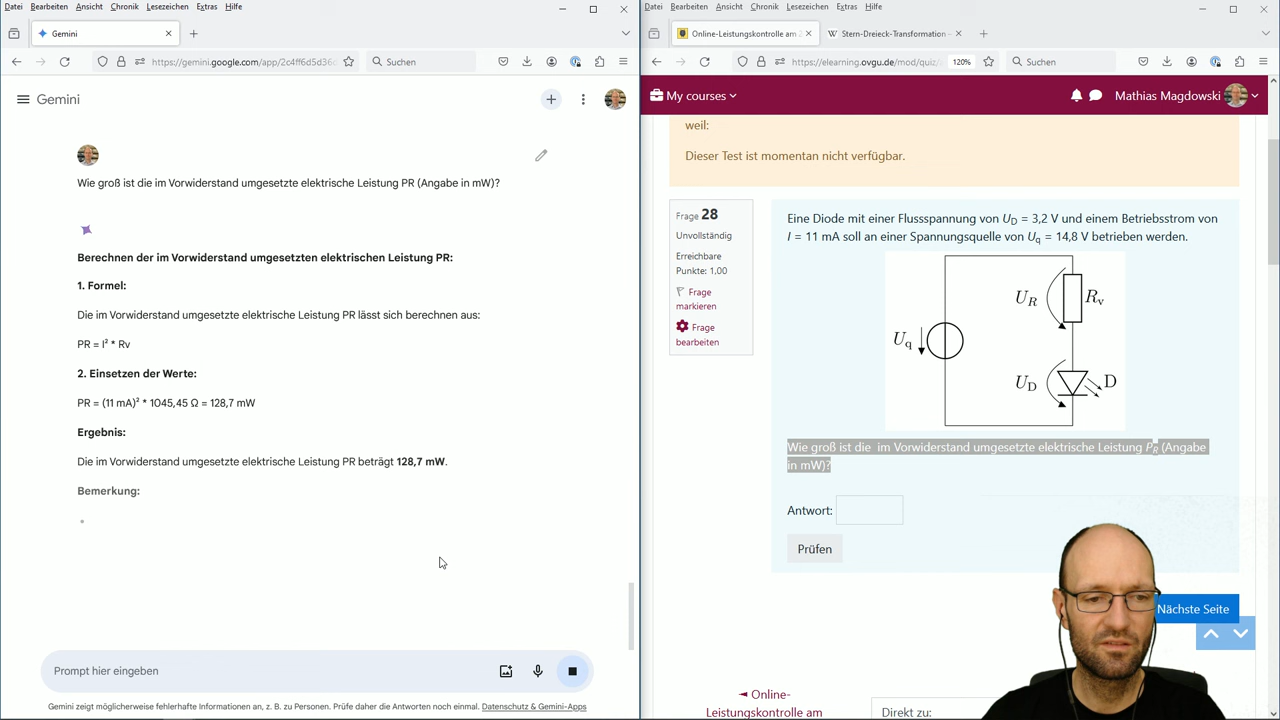 Datei Bearbeiten Ansicht Chronik Lesezeichen Extras Hilfe
Gemini
https://gemini.google.com/app/2c4ff6d5d36c
Suchen
Gemini
Wie groß ist die im Vorwiderstand umgesetzte elektrische Leistung PR (Angabe in mW)?
Berechnen der im Vorwiderstand umgesetzten elektrischen Leistung PR:
1. Formel:
Die im Vorwiderstand umgesetzte elektrische Leistung PR lässt sich berechnen aus:
PR = I² * Rv
2. Einsetzen der Werte:
PR = (11 mA)² * 1045,45 Ω = 128,7 mW
Ergebnis:
Die im Vorwiderstand umgesetzte elektrische Leistung PR beträgt 128,7 mW.
Bemerkung:
Prompt hier eingeben
Gemini zeigt möglicherweise fehlerhafte Informationen an, z. B. zu Personen. Prüfe daher die Antworten noch einmal. Datenschutz & Gemini-Apps
Datei Bearbeiten Ansicht Chronik Lesezeichen Extras Hilfe
Online-Leistungskontrolle am 2
Stern-Dreieck-Transformation –
https://elearning.ovgu.de/mod/quiz/
120%
Suchen
My courses
Mathias Magdowski
weil:
Dieser Test ist momentan nicht verfügbar.
Frage 28
Unvollständig
Erreichbare
Punkte: 1,00
Frage
markieren
Frage
bearbeiten
Eine Diode mit einer Flussspannung von UD = 3,2 V und einem Betriebsstrom von
I = 11 mA soll an einer Spannungsquelle von Uq = 14,8 V betrieben werden.
UR
Rv
Uq
UD
D
Wie groß ist die im Vorwiderstand umgesetzte elektrische Leistung PR (Angabe
in mW)?
Antwort:
Prüfen
Nächste Seite
◄ Online-
Leistungskontrolle am
Direkt zu: